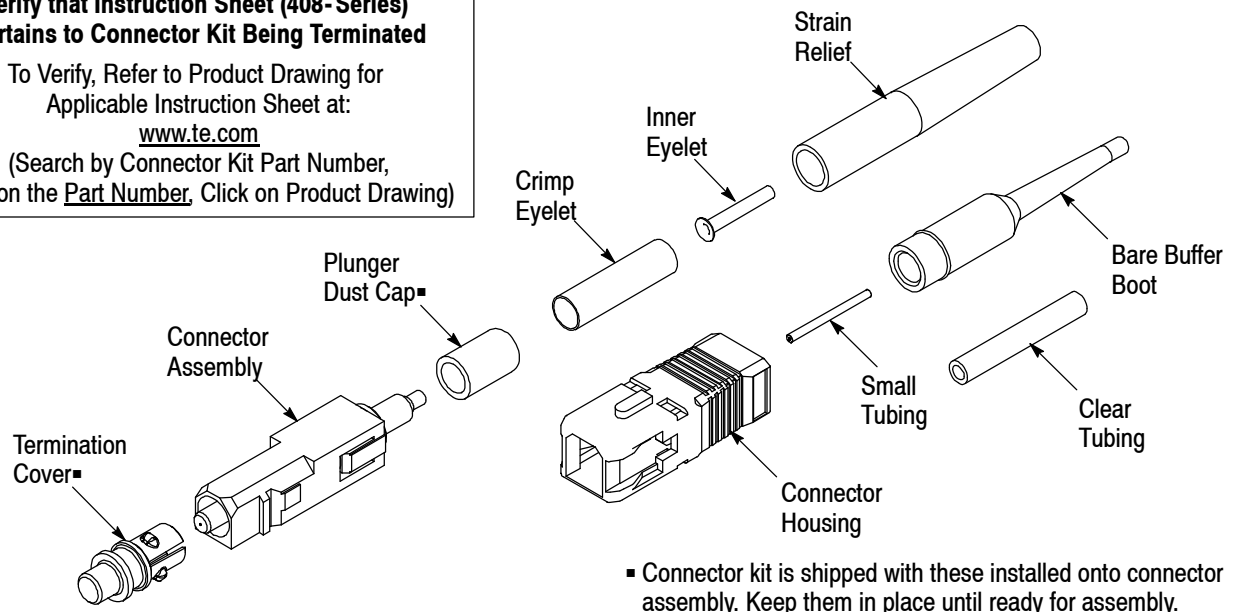 erify that Instruction Sheet (408-Series)
rtains to Connector Kit Being Terminated
To Verify, Refer to Product Drawing for
Applicable Instruction Sheet at:
www.te.com
(Search by Connector Kit Part Number,
on the Part Number, Click on Product Drawing)
Strain
Relief
Inner
Eyelet
Crimp
Eyelet
Plunger
Dust Cap▪
Connector
Assembly
Termination
Cover▪
Bare Buffer
Boot
Small
Tubing
Clear
Tubing
Connector
Housing
▪ Connector kit is shipped with these installed onto connector
assembly. Keep them in place until ready for assembly.